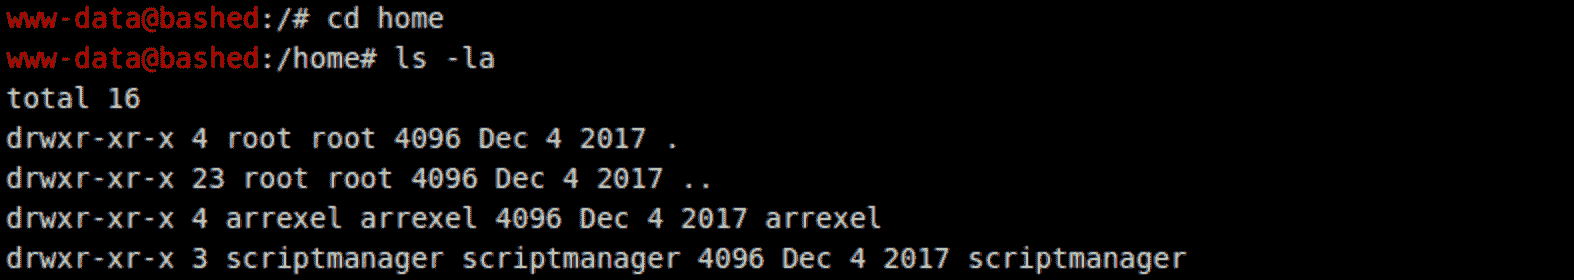 www-data@bashed:/# cd home
www-data@bashed:/home# ls -la
total 16
drwxr-xr-x 4 root root 4096 Dec 4 2017 .
drwxr-xr-x 23 root root 4096 Dec 4 2017 ..
drwxr-xr-x 4 arrexel arrexel 4096 Dec 4 2017 arrexel
drwxr-xr-x 3 scriptmanager scriptmanager 4096 Dec 4 2017 scriptmanager